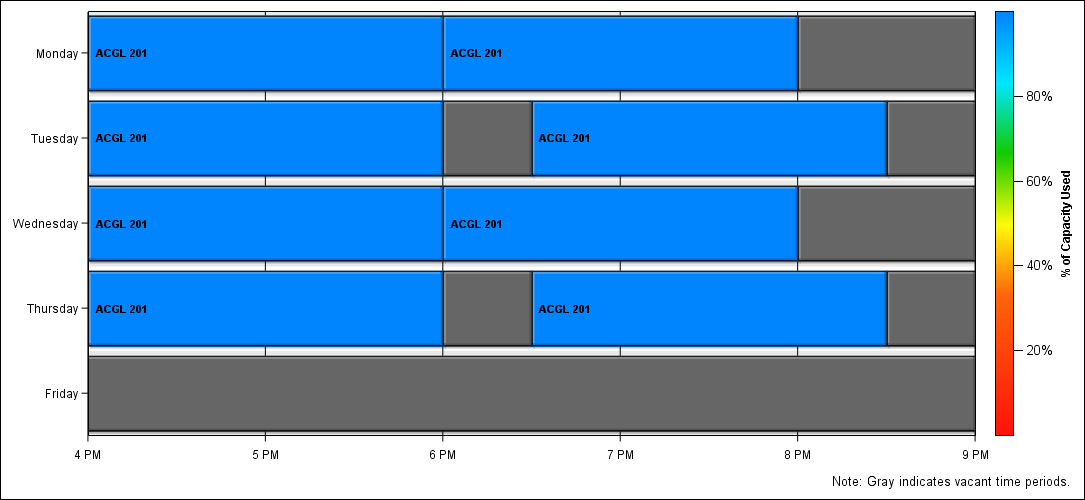 Monday
ACGL 201
ACGL 201
Tuesday
ACGL 201
ACGL 201
Wednesday
ACGL 201
ACGL 201
Thursday
ACGL 201
ACGL 201
Friday
4 PM
5 PM
6 PM
7 PM
8 PM
9 PM
80%
60%
40%
20%
% of Capacity Used
Note: Gray indicates vacant time periods.